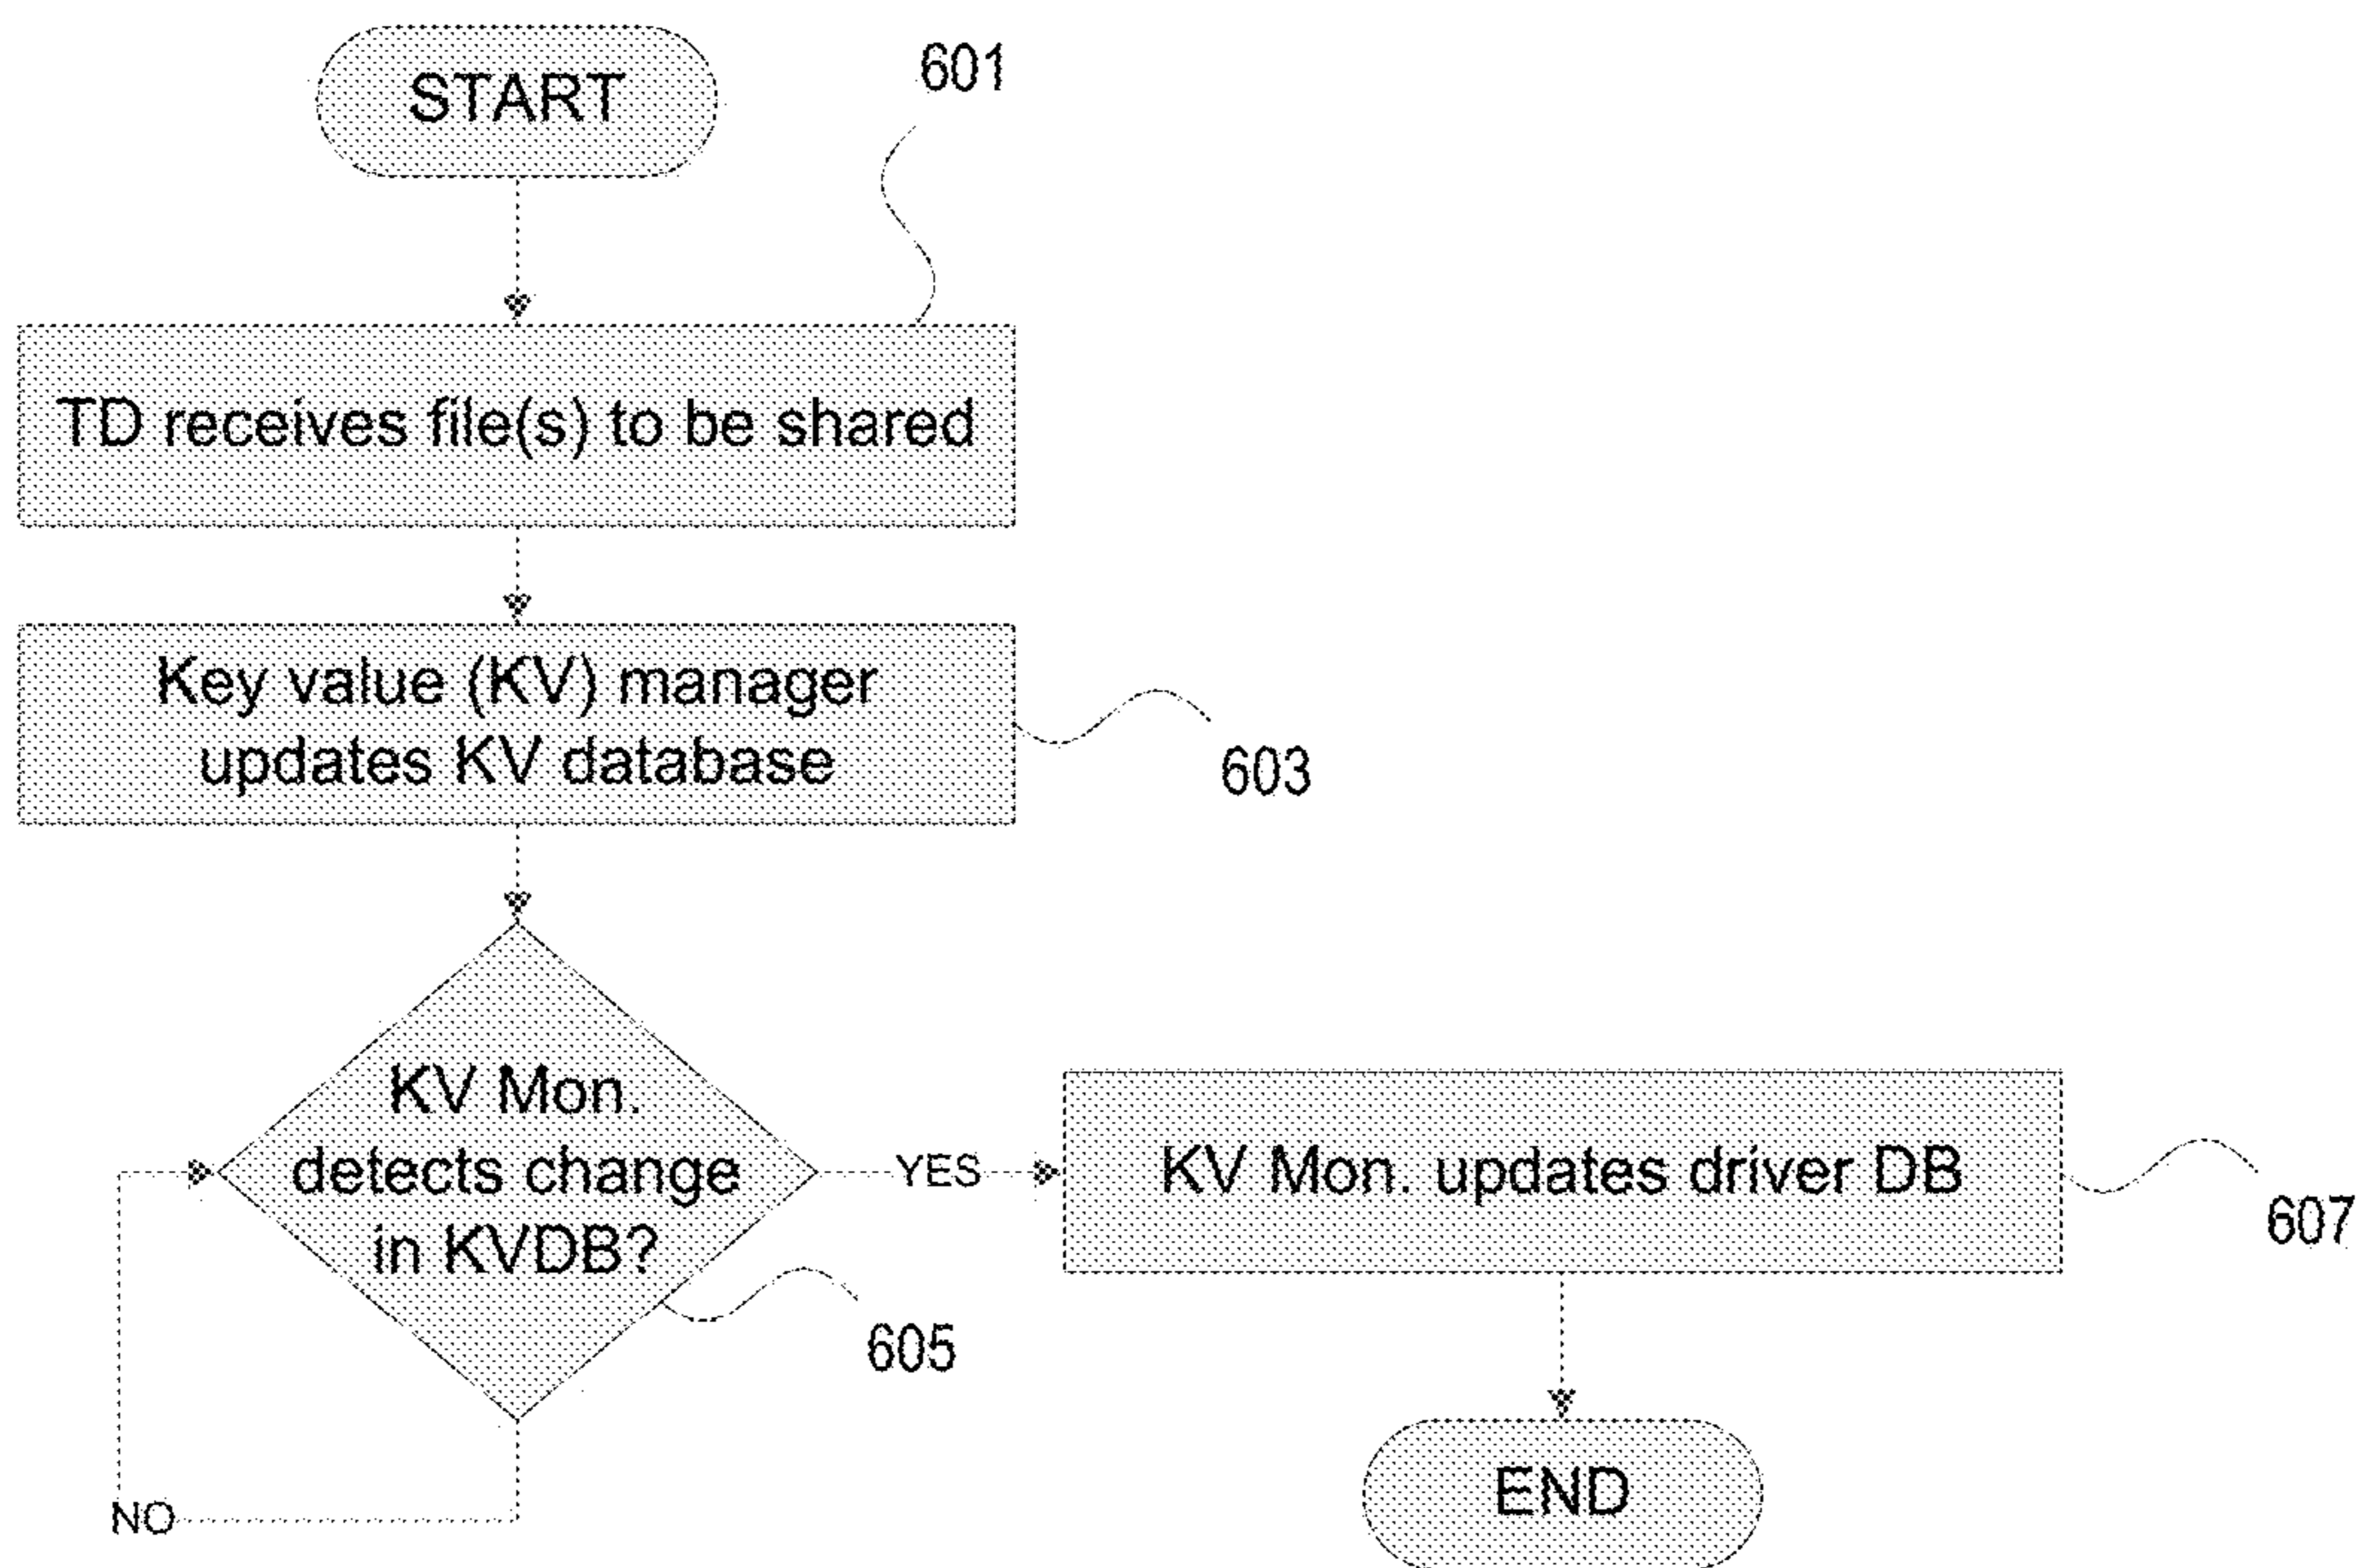 START
601
TD receives file(s) to be shared
Key value (KV) manager
updates KV database
603
KV Mon.
detects change
in KVDB?
YES
KV Mon. updates driver DB
607
605
NO
END